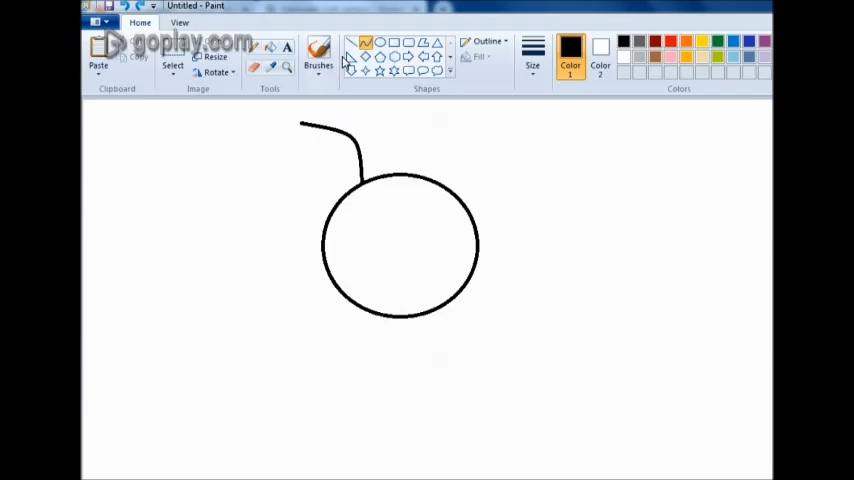 Untitled - Paint
Home View
goplay.com
Paste
Copy
Select
Resize
Rotate
Brushes
A
Outline
Fill
Size
Color 1
Color 2
Clipboard Image Tools Shapes Colors